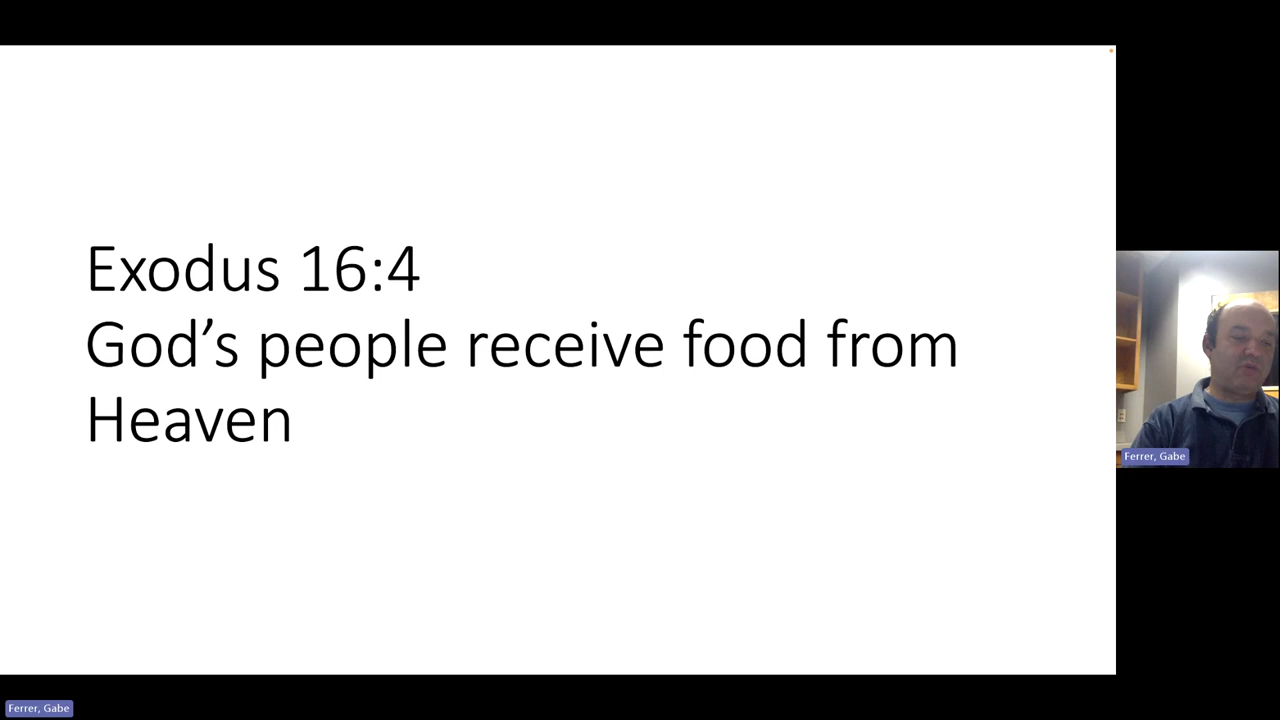 Exodus 16:4
God’s people receive food from
Heaven
Ferrer, Gabe
Ferrer, Gabe